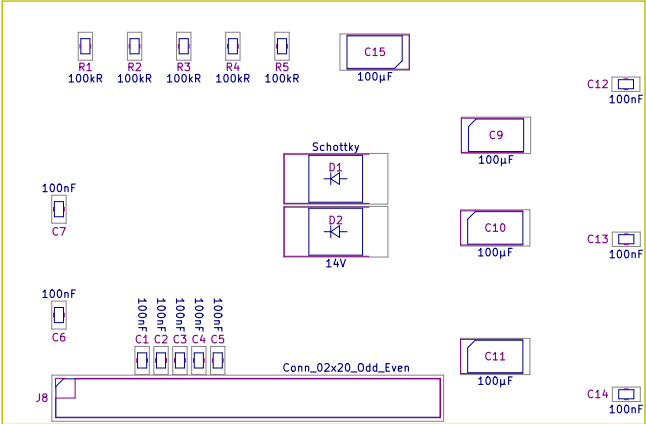 R1 R2 R3 R4 R5
100kR 100kR 100kR 100kR 100kR
C15
100µF
C12
100nF
C9
100µF
Schottky
D1
D2
14V
100nF
C7
C10
100µF
C13
100nF
100nF
C6
100nF 100nF 100nF 100nF 100nF
C1 C2 C3 C4 C5
C11
100µF
Conn_02x20_Odd_Even
J8
C14
100nF